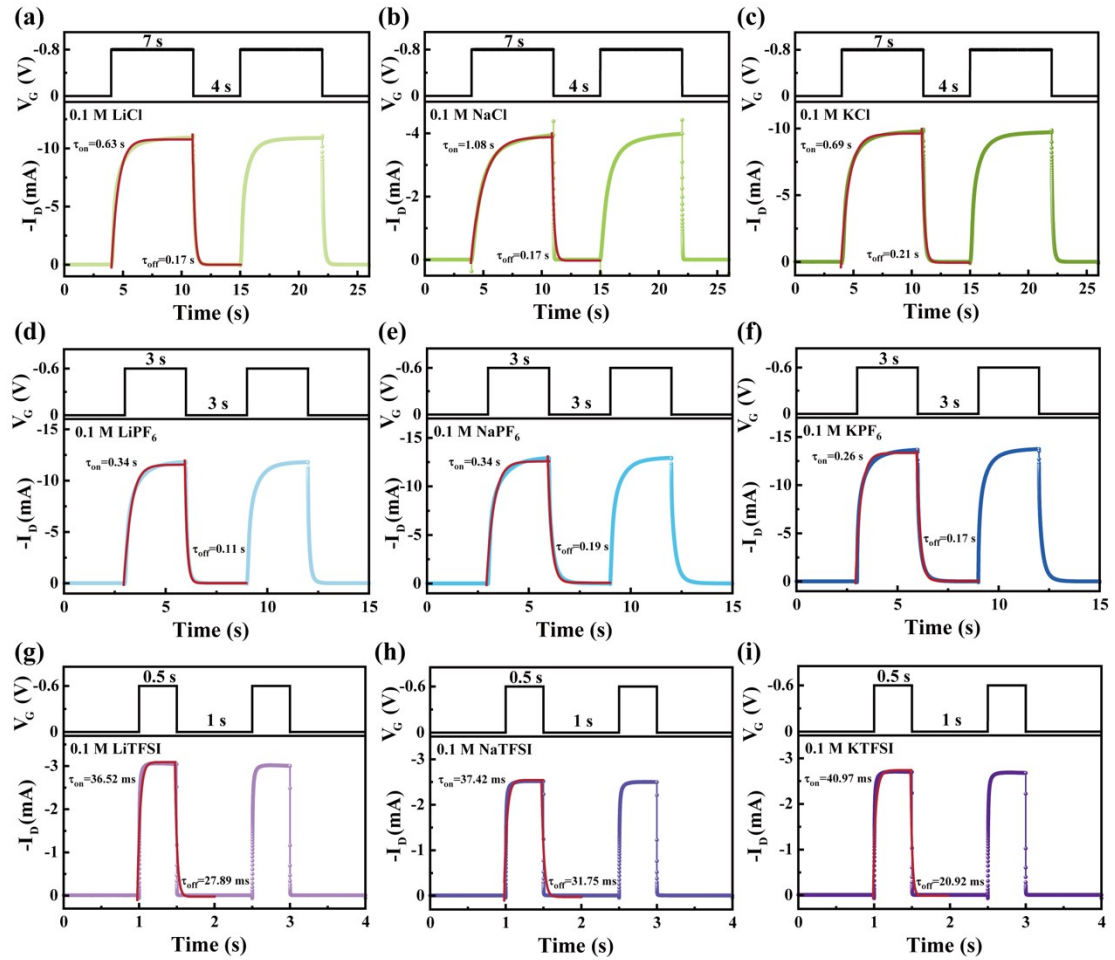 (a)
7 s
4 s
-0.8
0
V_G (V)
0.1 M LiCl
τ_on=0.63 s
τ_off=0.17 s
-10
-5
0
-I_D(mA)
0 5 10 15 20 25
Time (s)
(b)
7 s
4 s
-0.8
0
V_G (V)
0.1 M NaCl
τ_on=1.08 s
τ_off=0.17 s
-4
-2
0
-I_D(mA)
0 5 10 15 20 25
Time (s)
(c)
7 s
4 s
-0.8
0
V_G (V)
0.1 M KCl
τ_on=0.69 s
τ_off=0.21 s
-10
-5
0
-I_D(mA)
0 5 10 15 20 25
Time (s)
(d)
3 s
3 s
-0.6
0
V_G (V)
0.1 M LiPF₆
τ_on=0.34 s
τ_off=0.11 s
-15
-10
-5
0
-I_D(mA)
0 5 10 15
Time (s)
(e)
3 s
3 s
-0.6
0
V_G (V)
0.1 M NaPF₆
τ_on=0.34 s
τ_off=0.19 s
-15
-10
-5
0
-I_D(mA)
0 5 10 15
Time (s)
(f)
3 s
3 s
-0.6
0
V_G (V)
0.1 M KPF₆
τ_on=0.26 s
τ_off=0.17 s
-15
-10
-5
0
-I_D(mA)
0 5 10 15
Time (s)
(g)
0.5 s
1 s
-0.6
0
V_G (V)
0.1 M LiTFSI
τ_on=36.52 ms
τ_off=27.89 ms
-3
-2
-1
0
-I_D(mA)
0 1 2 3 4
Time (s)
(h)
0.5 s
1 s
-0.6
0
V_G (V)
0.1 M NaTFSI
τ_on=37.42 ms
τ_off=31.75 ms
-3
-2
-1
0
-I_D(mA)
0 1 2 3 4
Time (s)
(i)
0.5 s
1 s
-0.6
0
V_G (V)
0.1 M KTFSI
τ_on=40.97 ms
τ_off=20.92 ms
-3
-2
-1
0
-I_D(mA)
0 1 2 3 4
Time (s)